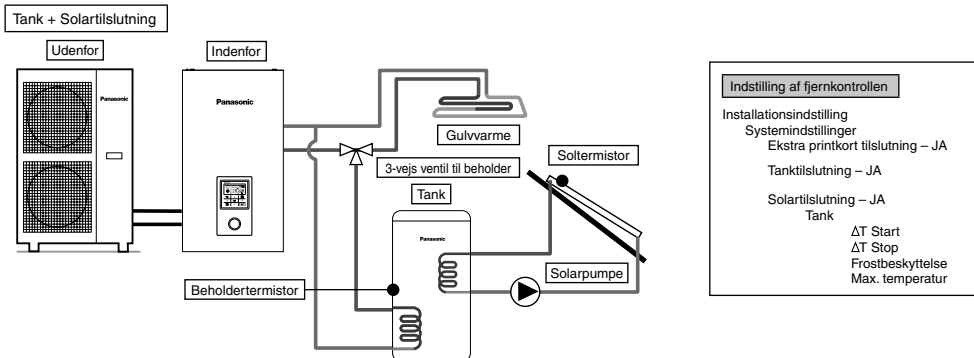 Tank + Solartilslutning
Udenfor
Indenfor
Panasonic
Panasonic
Gulvvarme
3-vejs ventil til beholder
Soltermistor
Tank
Panasonic
Solarpumpe
Beholdertermistor
Indstilling af fjernkontrollen
Installationsindstilling
Systemindstillinger
Ekstra printkort tilslutning – JA
Tanktilslutning – JA
Solartilslutning – JA
Tank
ΔT Start
ΔT Stop
Frostbeskyttelse
Max. temperatur